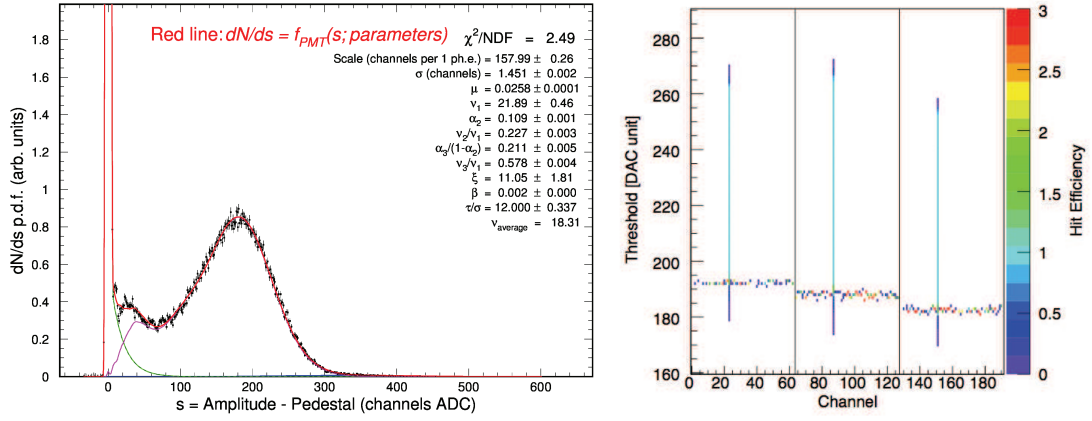 Red line: dN/ds = f_PMT(s; parameters)
χ²/NDF = 2.49
Scale (channels per 1 ph.e.) = 157.99 ± 0.26
σ (channels) = 1.451 ± 0.002
μ = 0.0258 ± 0.0001
ν₁ = 21.89 ± 0.46
α₂ = 0.109 ± 0.001
ν₂/ν₁ = 0.227 ± 0.003
α₃/(1-α₂) = 0.211 ± 0.005
ν₃/ν₁ = 0.578 ± 0.004
ξ = 11.05 ± 1.81
β = 0.002 ± 0.000
τ/σ = 12.000 ± 0.337
ν_average = 18.31
dN/ds p.d.f. (arb. units)
1.8
1.6
1.4
1.2
1
0.8
0.6
0.4
0.2
0
0 100 200 300 400 500 600
s = Amplitude - Pedestal (channels ADC)
Threshold [DAC unit]
280
260
240
220
200
180
160
0 20 40 60 80 100 120 140 160 180
Channel
3
2.5
2
1.5
1
0.5
0
Hit Efficiency